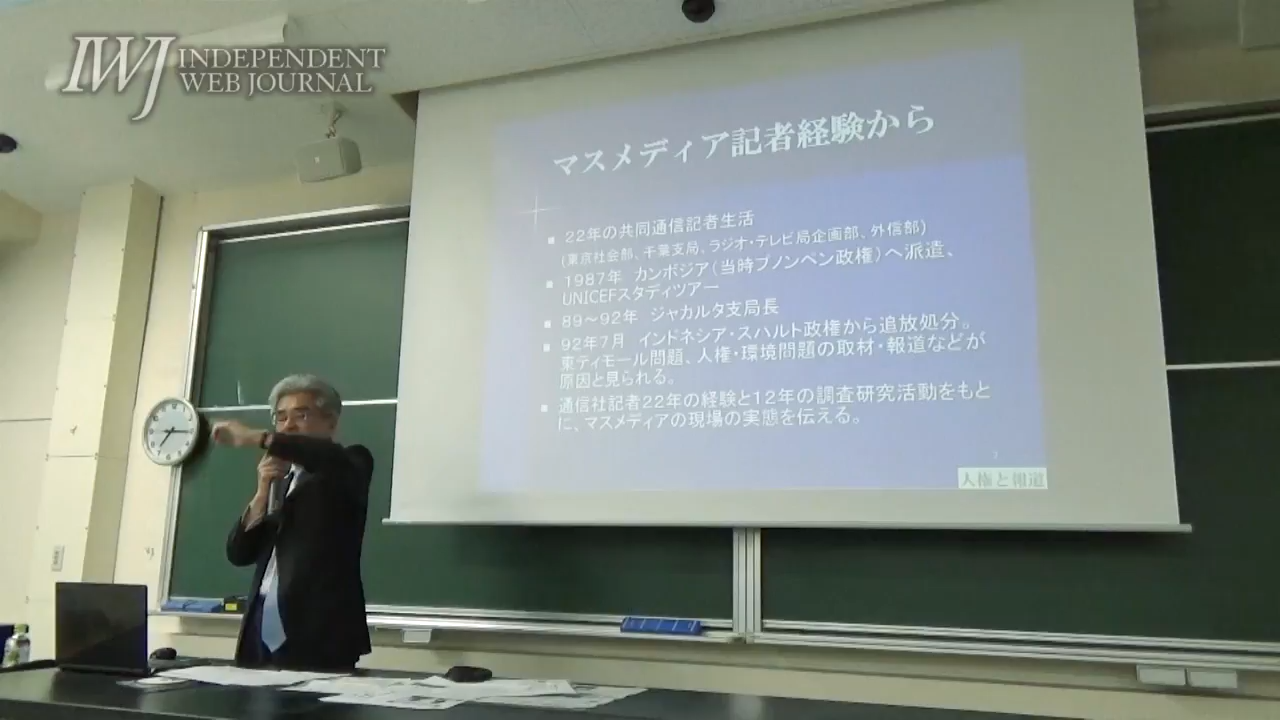 IWJ INDEPENDENT
WEB JOURNAL
マスメディア記者経験から
■ 22年の共同通信記者生活
(東京社会部、千葉支局、ラジオ・テレビ局企画部、外信部)
■ 1987年 カンボジア(当時プノンペン政権)へ派遣、
UNICEFスタディツアー
■ 89～92年 ジャカルタ支局長
■ 92年7月 インドネシア・スハルト政権から追放処分。
東ティモール問題、人権・環境問題の取材・報道などが
原因と見られる。
■ 通信社記者22年の経験と12年の調査研究活動をもと
に、マスメディアの現場の実態を伝える。
人権と報道